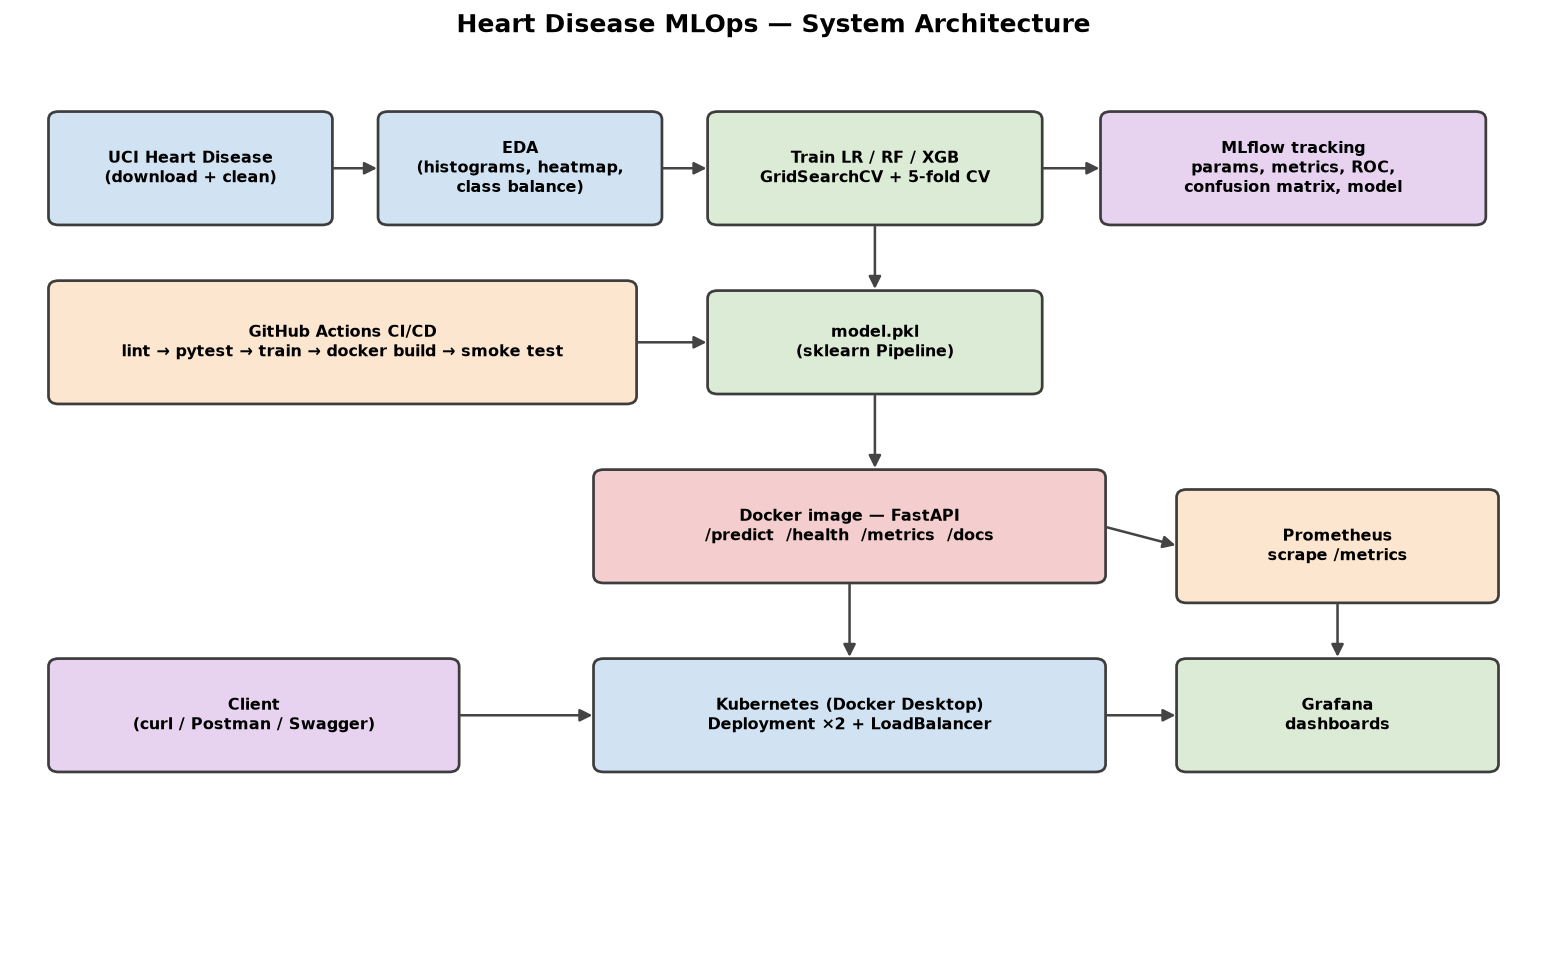 Heart Disease MLOps — System Architecture
UCI Heart Disease
(download + clean)
EDA
(histograms, heatmap,
class balance)
Train LR / RF / XGB
GridSearchCV + 5-fold CV
MLflow tracking
params, metrics, ROC,
confusion matrix, model
GitHub Actions CI/CD
lint → pytest → train → docker build → smoke test
model.pkl
(sklearn Pipeline)
Docker image — FastAPI
/predict  /health  /metrics  /docs
Prometheus
scrape /metrics
Client
(curl / Postman / Swagger)
Kubernetes (Docker Desktop)
Deployment ×2 + LoadBalancer
Grafana
dashboards